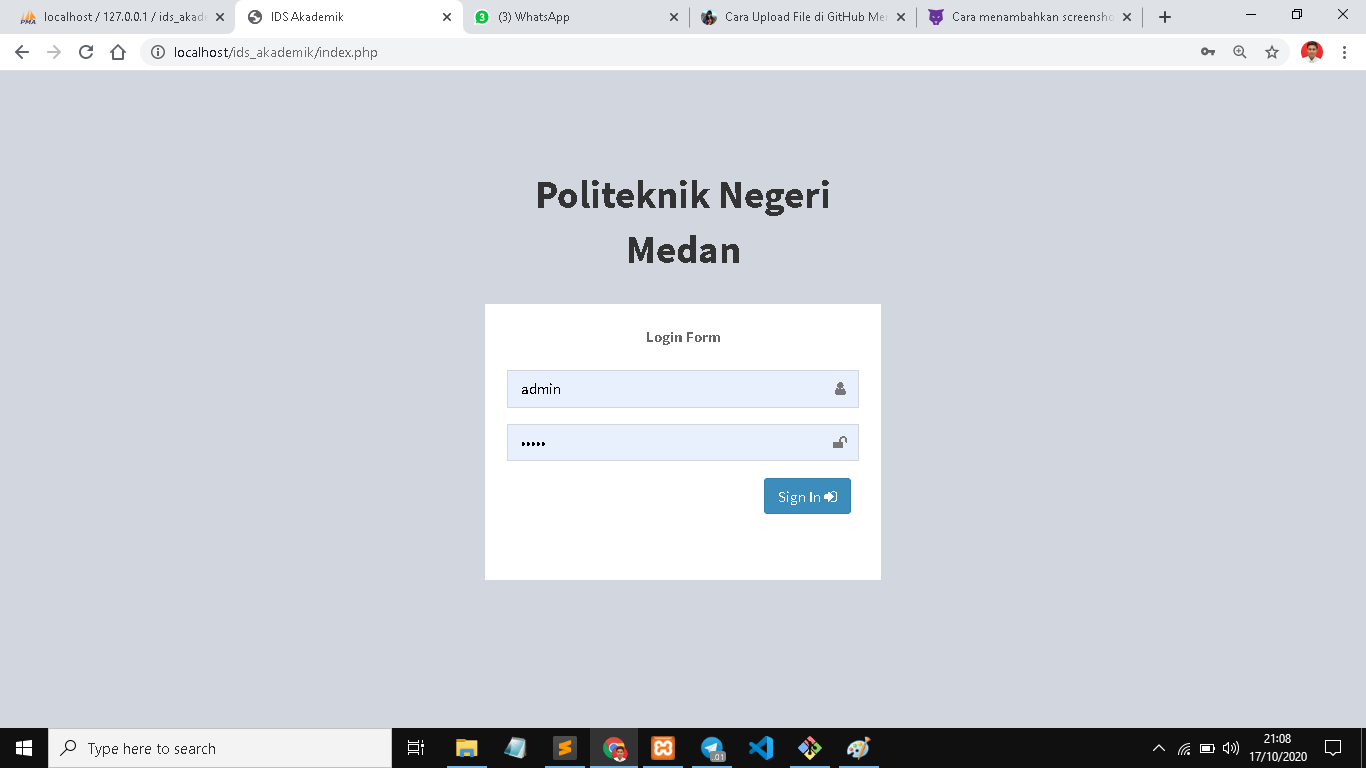 localhost / 127.0.0.1 / ids_akade
IDS Akademik
(3) WhatsApp
Cara Upload File di GitHub Me
Cara menambahkan screensho
localhost/ids_akademik/index.php
Politeknik Negeri
Medan
Login Form
admin
•••••
Sign In
Type here to search
21:08
17/10/2020